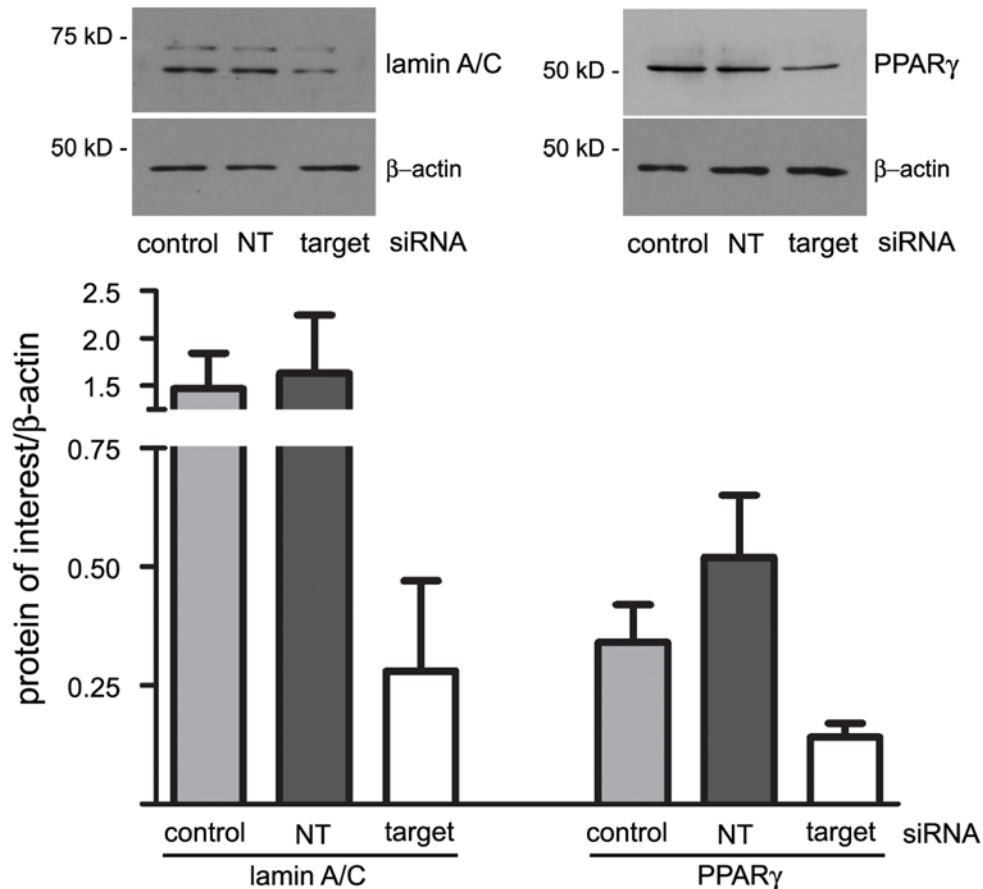 75 kD -
lamin A/C
50 kD -
β–actin
control NT target siRNA
50 kD -
PPARγ
50 kD -
β–actin
control NT target siRNA
protein of interest/β-actin
2.5
2.0
1.5
0.75
0.50
0.25
control NT target control NT target siRNA
lamin A/C PPARγ